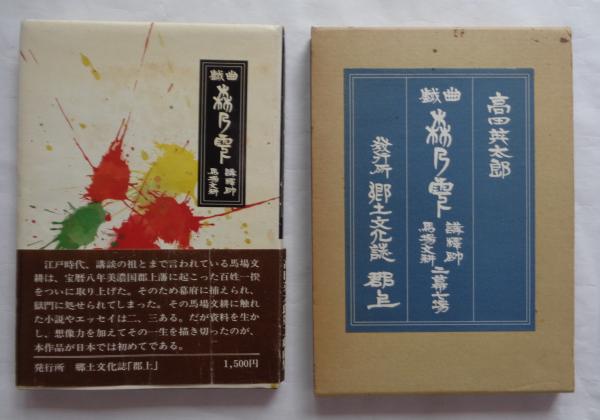 戯曲
森乃雫
講釈師
馬場文耕
江戸時代、講談の祖とまで言われている馬場文
耕は、宝暦八年美濃国郡上藩に起こった百姓一揆
をついに取り上げた。そのため幕府に捕えられ、
獄門に処せられてしまった。その馬場文耕に触れ
た小説やエッセイは二、三ある。だが資料を生か
し、想像力を加えてその一生を描き切ったのが、
本作品が日本では初めてである。
発行所 郷土文化誌「郡上」 1,500円
高田英太郎
戯曲
森乃雫
講釈師
馬場文耕
二幕七場
発行所 郷土文化誌 郡上